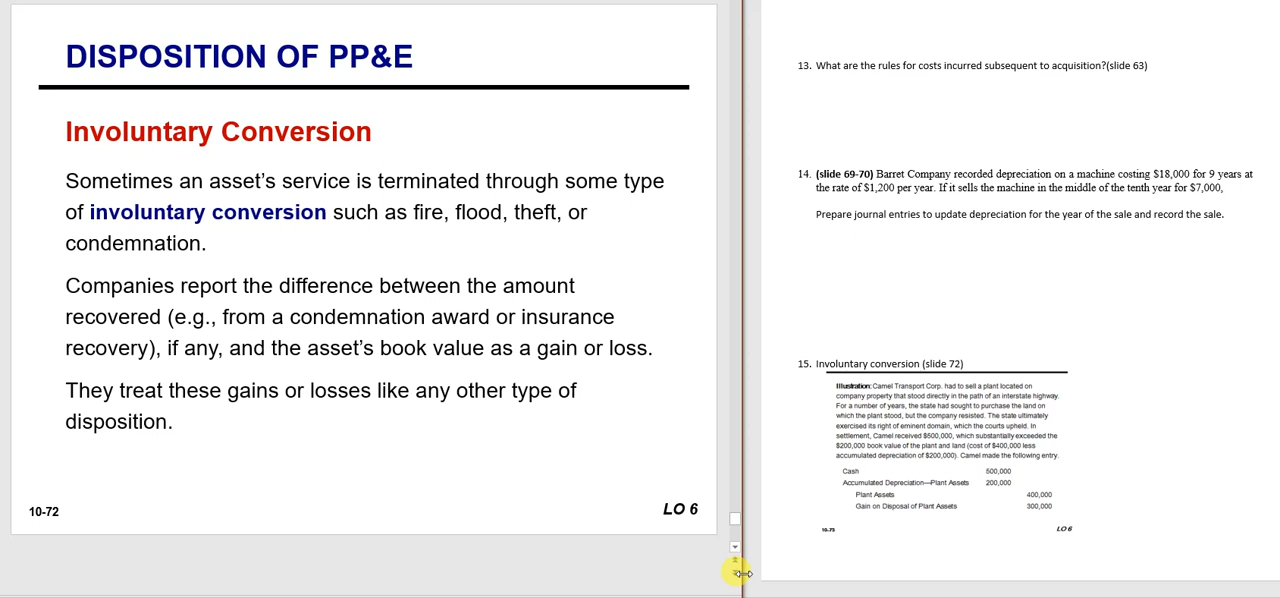 DISPOSITION OF PP&E
Involuntary Conversion
Sometimes an asset’s service is terminated through some type
of involuntary conversion such as fire, flood, theft, or
condemnation.
Companies report the difference between the amount
recovered (e.g., from a condemnation award or insurance
recovery), if any, and the asset’s book value as a gain or loss.
They treat these gains or losses like any other type of
disposition.
10-72
LO 6
13. What are the rules for costs incurred subsequent to acquisition?(slide 63)
14. (slide 69-70) Barret Company recorded depreciation on a machine costing $18,000 for 9 years at
the rate of $1,200 per year. If it sells the machine in the middle of the tenth year for $7,000,
Prepare journal entries to update depreciation for the year of the sale and record the sale.
15. Involuntary conversion (slide 72)
Illustration: Camel Transport Corp. had to sell a plant located on
company property that stood directly in the path of an interstate highway.
For a number of years, the state had sought to purchase the land on
which the plant stood, but the company resisted. The state ultimately
exercised its right of eminent domain, which the courts upheld. In
settlement, Camel received $500,000, which substantially exceeded the
$200,000 book value of the plant and land (cost of $400,000 less
accumulated depreciation of $200,000). Camel made the following entry.
Cash 500,000
Accumulated Depreciation—Plant Assets 200,000
Plant Assets 400,000
Gain on Disposal of Plant Assets 300,000
10-73
LO 6